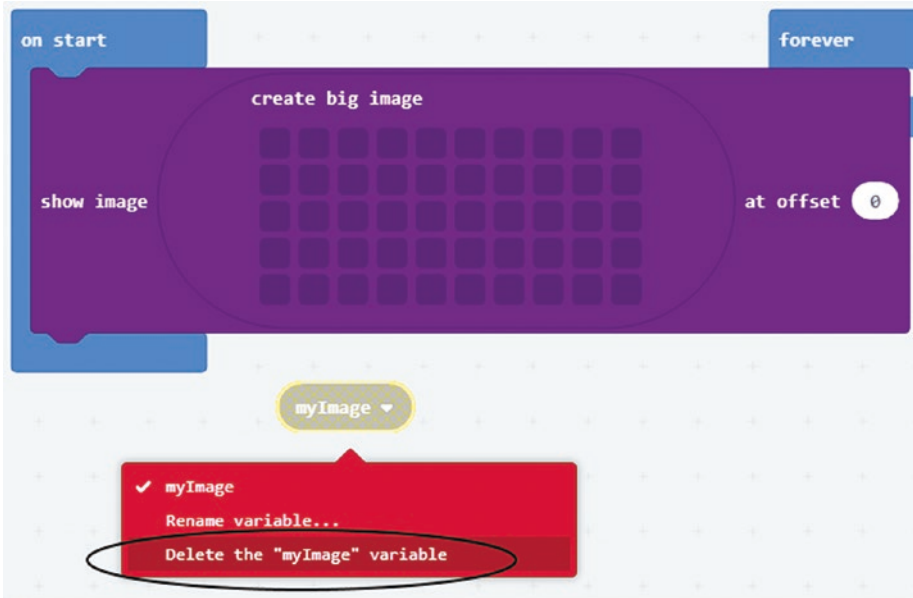 on start
forever
create big image
show image
at offset 0
myImage
myImage
Rename variable...
Delete the "myImage" variable